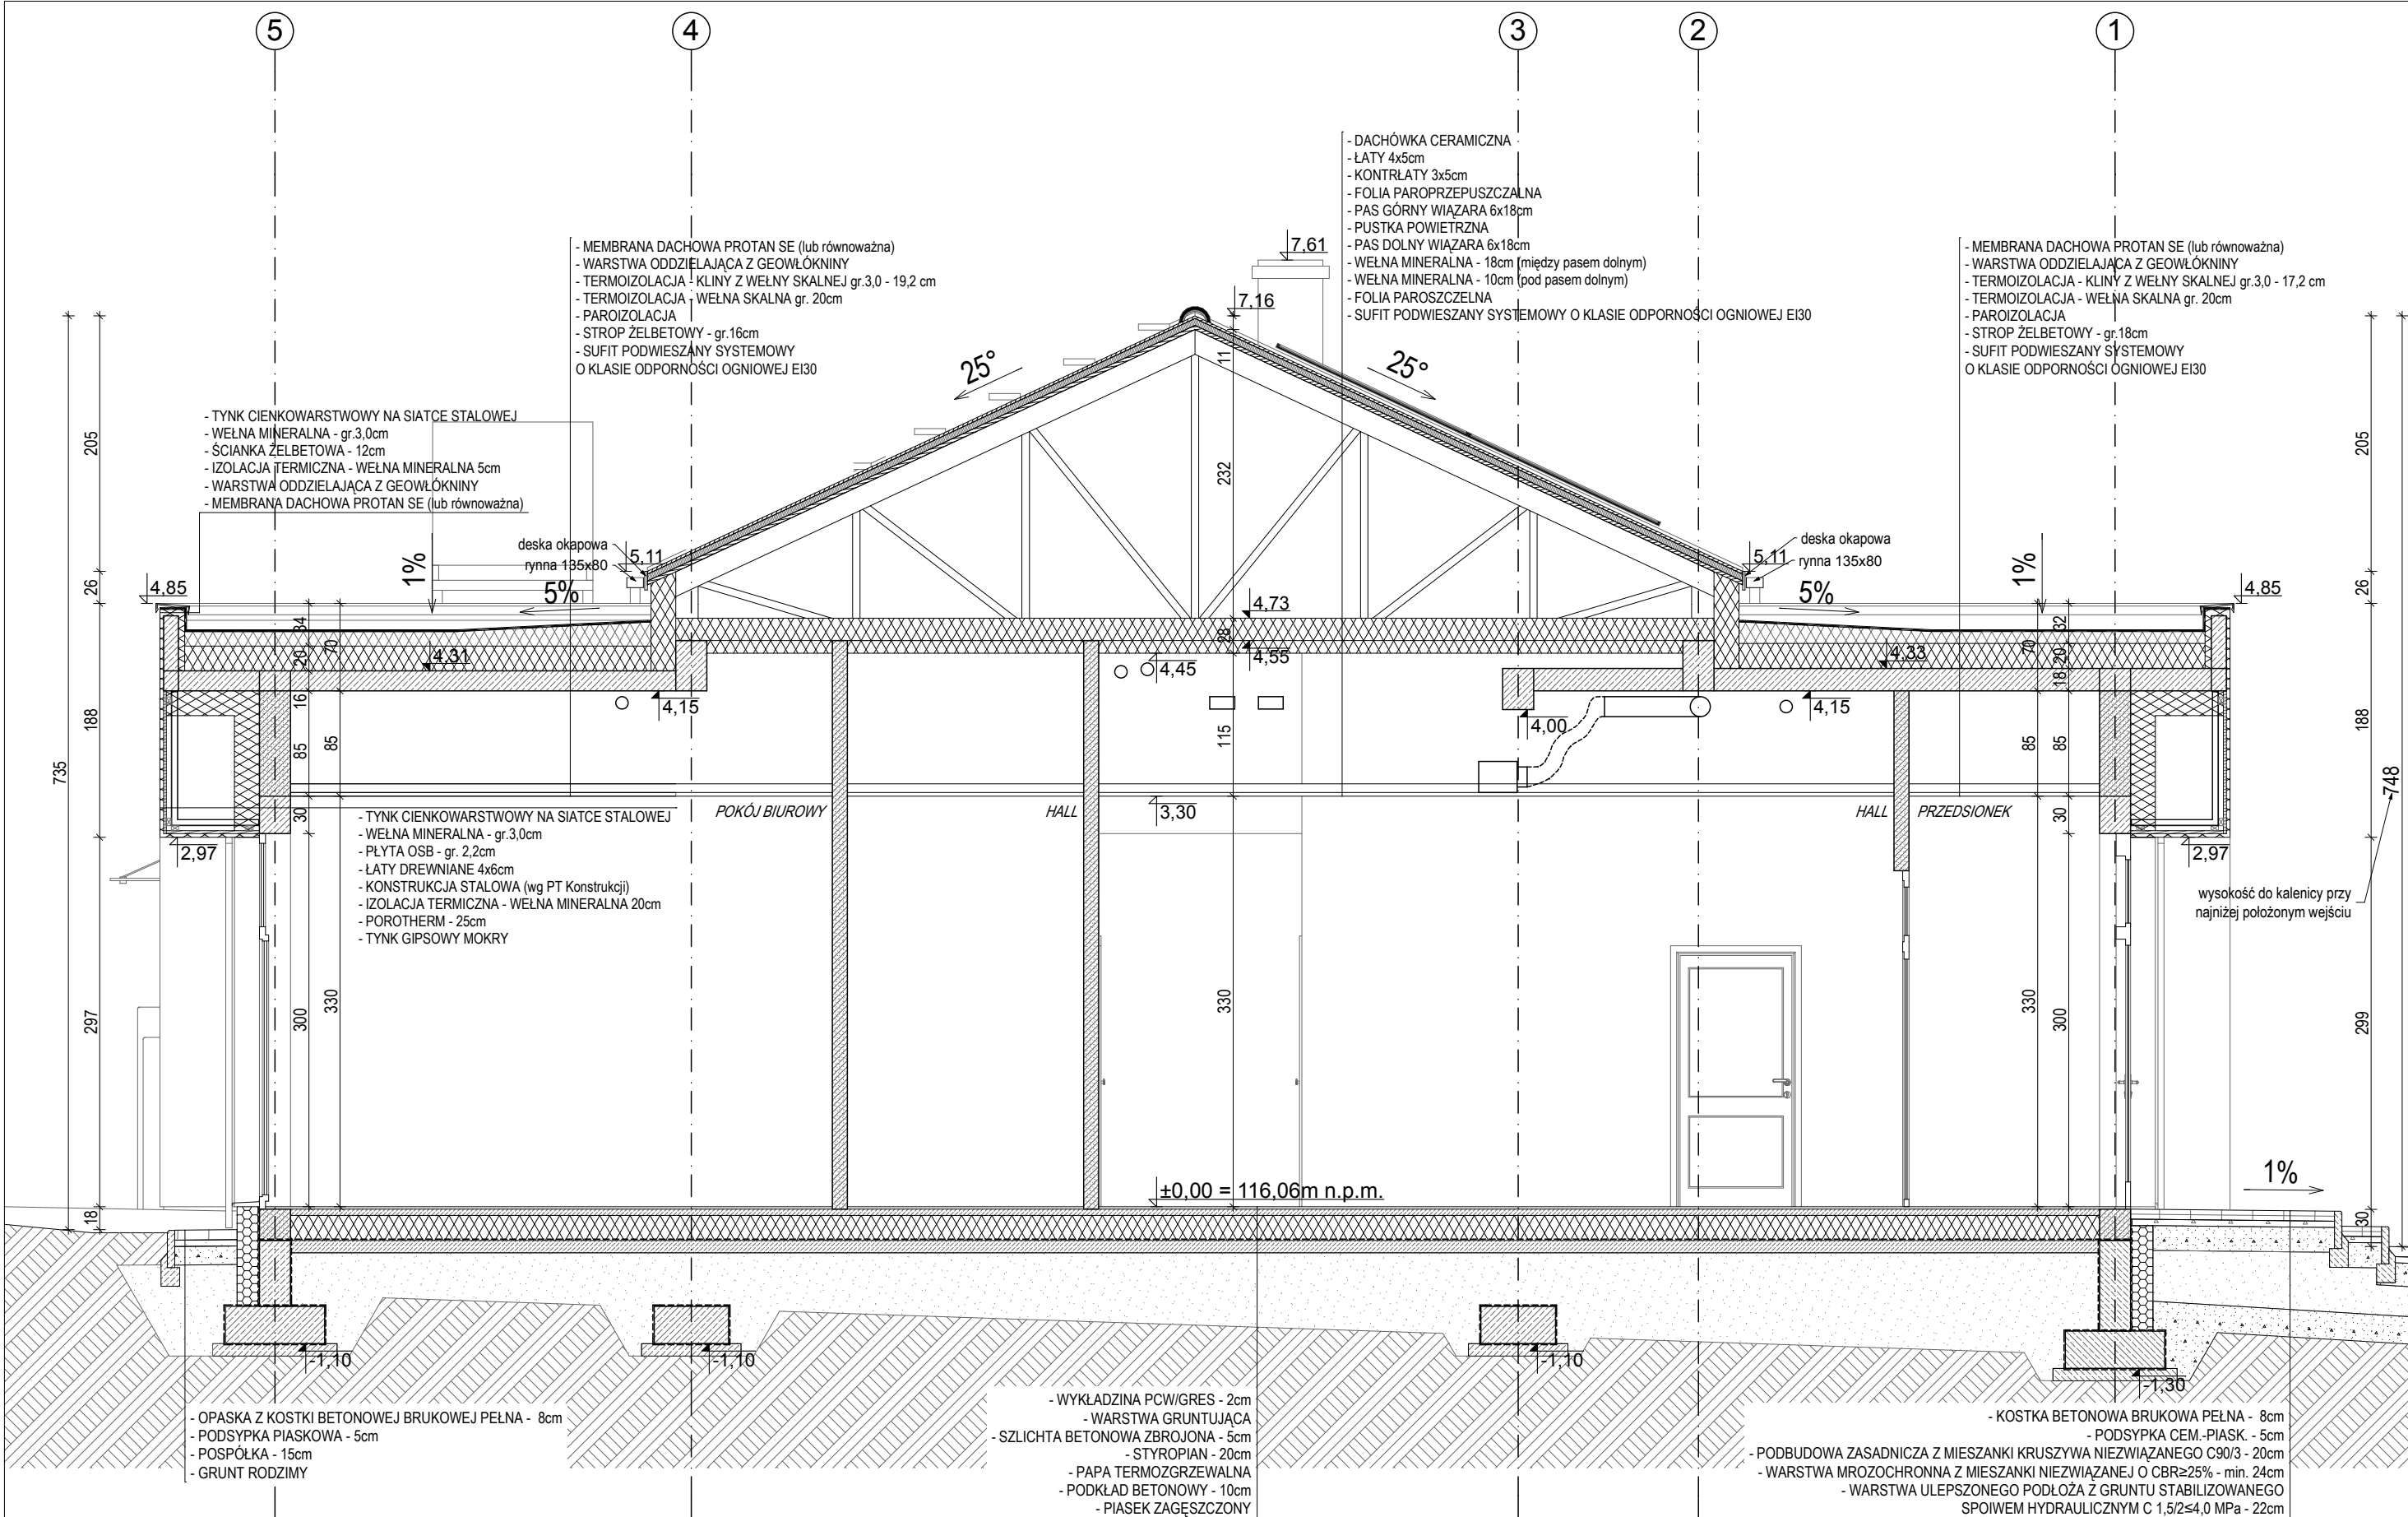 5
4
3
2
1
- DACHÓWKA CERAMICZNA
- ŁATY 4x5cm
- KONTRŁATY 3x5cm
- FOLIA PAROPRZEPUSZCZALNA
- PAS GÓRNY WIĄZARA 6x18cm
- PUSTKA POWIETRZNA
- PAS DOLNY WIĄZARA 6x18cm
- WEŁNA MINERALNA - 18cm (między pasem dolnym)
- WEŁNA MINERALNA - 10cm (pod pasem dolnym)
- FOLIA PAROSZCZELNA
- SUFIT PODWIESZANY SYSTEMOWY O KLASIE ODPORNOŚCI OGNIOWEJ EI30
- MEMBRANA DACHOWA PROTAN SE (lub równoważna)
- WARSTWA ODDZIELAJĄCA Z GEOWŁÓKNINY
- TERMOIZOLACJA - KLINY Z WEŁNY SKALNEJ gr.3,0 - 19,2 cm
- TERMOIZOLACJA - WEŁNA SKALNA gr. 20cm
- PAROIZOLACJA
- STROP ŻELBETOWY - gr.16cm
- SUFIT PODWIESZANY SYSTEMOWY
O KLASIE ODPORNOŚCI OGNIOWEJ EI30
- MEMBRANA DACHOWA PROTAN SE (lub równoważna)
- WARSTWA ODDZIELAJĄCA Z GEOWŁÓKNINY
- TERMOIZOLACJA - KLINY Z WEŁNY SKALNEJ gr.3,0 - 17,2 cm
- TERMOIZOLACJA - WEŁNA SKALNA gr. 20cm
- PAROIZOLACJA
- STROP ŻELBETOWY - gr.18cm
- SUFIT PODWIESZANY SYSTEMOWY
O KLASIE ODPORNOŚCI OGNIOWEJ EI30
7,61
7,16
11
25°
25°
232
- TYNK CIENKOWARSTWOWY NA SIATCE STALOWEJ
- WEŁNA MINERALNA - gr.3,0cm
- ŚCIANKA ŻELBETOWA - 12cm
- IZOLACJA TERMICZNA - WEŁNA MINERALNA 5cm
- WARSTWA ODDZIELAJĄCA Z GEOWŁÓKNINY
- MEMBRANA DACHOWA PROTAN SE (lub równoważna)
205
205
deska okapowa
rynna 135x80
5,11
1%
5%
5,11
deska okapowa
rynna 135x80
1%
5%
26
4,85
4,85
26
84
70
20
4,31
16
4,15
4,73
28
4,55
4,45
4,00
4,33
4,15
32
70
20
18
188
85
85
115
85
85
188
735
748
30
POKÓJ BIUROWY
HALL
3,30
HALL
PRZEDSIONEK
30
2,97
2,97
- TYNK CIENKOWARSTWOWY NA SIATCE STALOWEJ
- WEŁNA MINERALNA - gr.3,0cm
- PŁYTA OSB - gr. 2,2cm
- ŁATY DREWNIANE 4x6cm
- KONSTRUKCJA STALOWA (wg PT Konstrukcji)
- IZOLACJA TERMICZNA - WEŁNA MINERALNA 20cm
- POROTHERM - 25cm
- TYNK GIPSOWY MOKRY
wysokość do kalenicy przy
najniżej położonym wejściu
297
300
330
330
330
300
299
±0,00 = 116,06m n.p.m.
1%
18
30
-1,10
-1,10
-1,10
-1,30
- OPASKA Z KOSTKI BETONOWEJ BRUKOWEJ PEŁNA - 8cm
- PODSYPKA PIASKOWA - 5cm
- POSPÓŁKA - 15cm
- GRUNT RODZIMY
- WYKŁADZINA PCW/GRES - 2cm
- WARSTWA GRUNTUJĄCA
- SZLICHTA BETONOWA ZBROJONA - 5cm
- STYROPIAN - 20cm
- PAPA TERMOZGRZEWALNA
- PODKŁAD BETONOWY - 10cm
- PIASEK ZAGĘSZCZONY
- KOSTKA BETONOWA BRUKOWA PEŁNA - 8cm
- PODSYPKA CEM.-PIASK. - 5cm
- PODBUDOWA ZASADNICZA Z MIESZANKI KRUSZYWA NIEZWIĄZANEGO C90/3 - 20cm
- WARSTWA MROZOCHRONNA Z MIESZANKI NIEZWIĄZANEJ O CBR≥25% - min. 24cm
- WARSTWA ULEPSZONEGO PODŁOŻA Z GRUNTU STABILIZOWANEGO
SPOIWEM HYDRAULICZNYM C 1,5/2≤4,0 MPa - 22cm